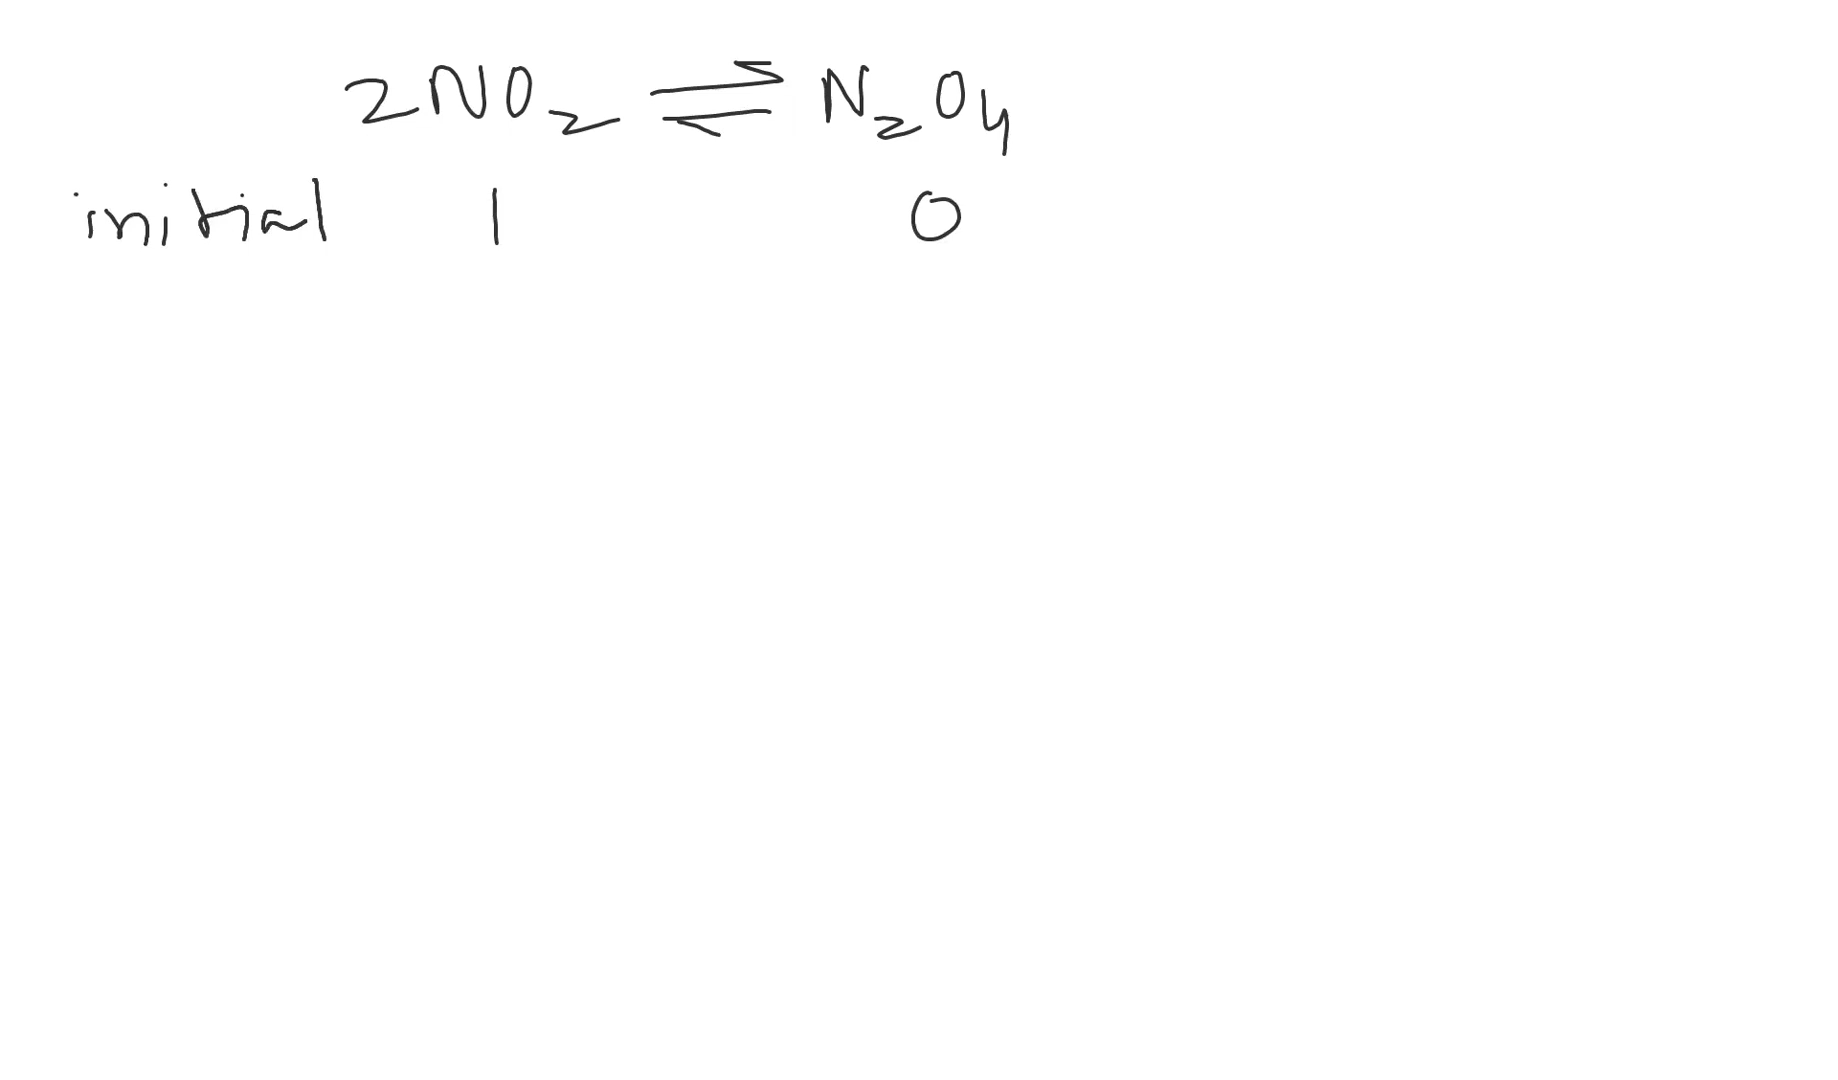 2NO₂ ⇌ N₂O₄
initial 1 0